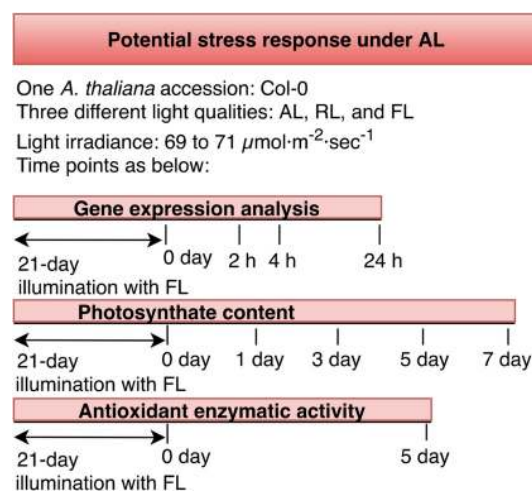 Potential stress response under AL
One A. thaliana accession: Col-0
Three different light qualities: AL, RL, and FL
Light irradiance: 69 to 71 μmol·m⁻²·sec⁻¹
Time points as below:
Gene expression analysis
0 day 2 h 4 h 24 h
21-day
illumination with FL
Photosynthate content
21-day 0 day 1 day 3 day 5 day 7 day
illumination with FL
Antioxidant enzymatic activity
21-day 0 day 5 day
illumination with FL